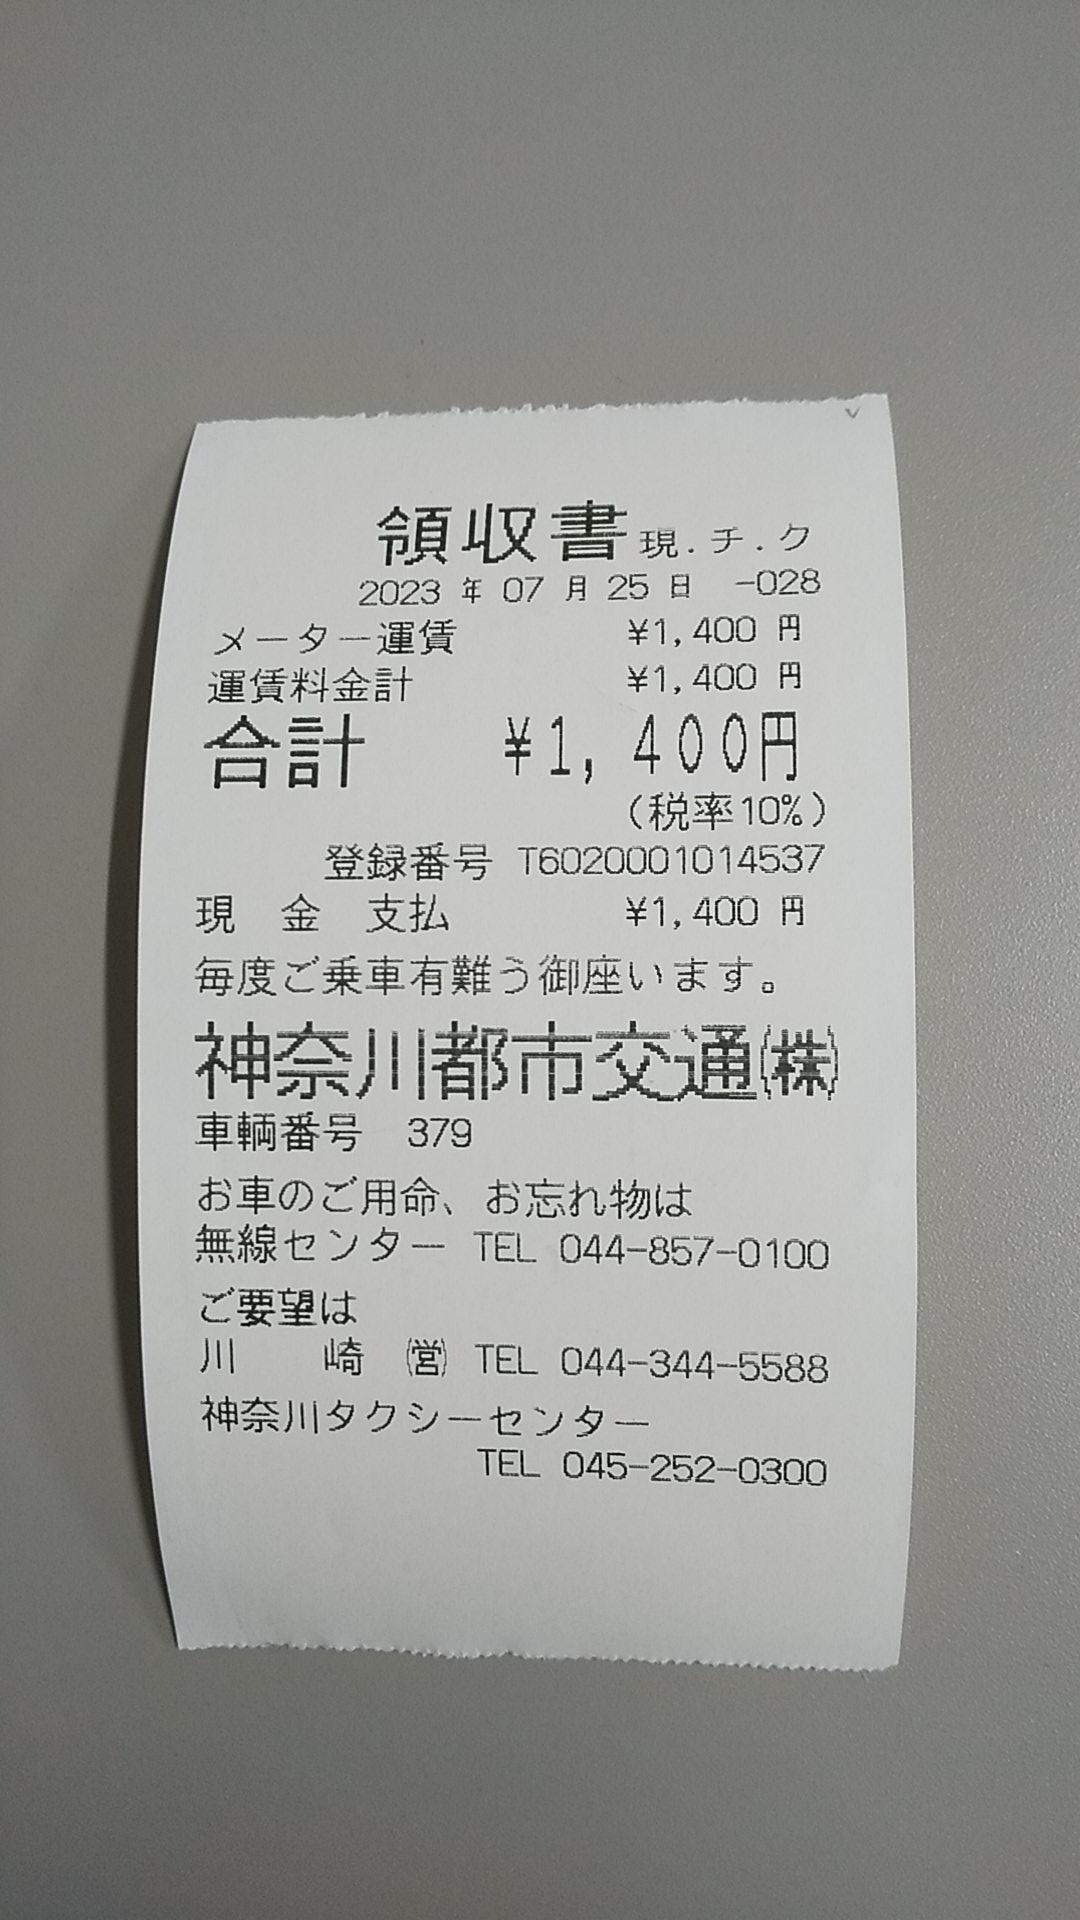 領収書 現.チ.ク
2023 年 07 月 25 日 -028
メーター運賃 ¥1,400 円
運賃料金計 ¥1,400 円
合計 ¥1,400円
(税率10%)
登録番号 T6020001014537
現 金 支払 ¥1,400 円
毎度ご乗車有難う御座います。
神奈川都市交通㈱
車輌番号 379
お車のご用命、お忘れ物は
無線センター TEL 044-857-0100
ご要望は
川 崎 ㈴ TEL 044-344-5588
神奈川タクシーセンター
TEL 045-252-0300